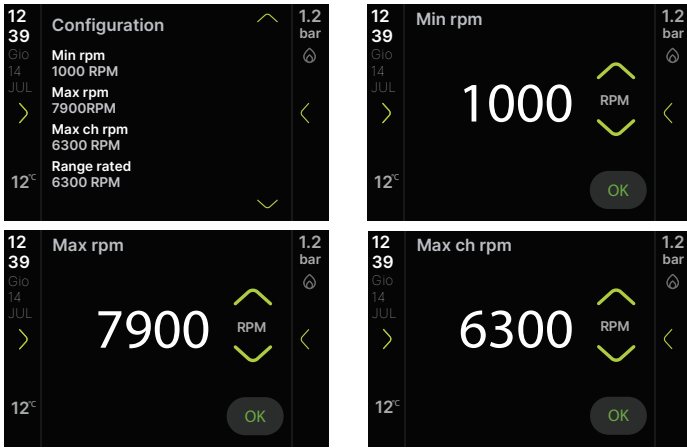 12
39
Gio
14
JUL
12°C
Configuration
Min rpm
1000 RPM
Max rpm
7900RPM
Max ch rpm
6300 RPM
Range rated
6300 RPM
1.2
bar
12
39
Gio
14
JUL
12°C
Min rpm
1000
RPM
OK
1.2
bar
12
39
Gio
14
JUL
12°C
Max rpm
7900
RPM
OK
1.2
bar
12
39
Gio
14
JUL
12°C
Max ch rpm
6300
RPM
OK
1.2
bar